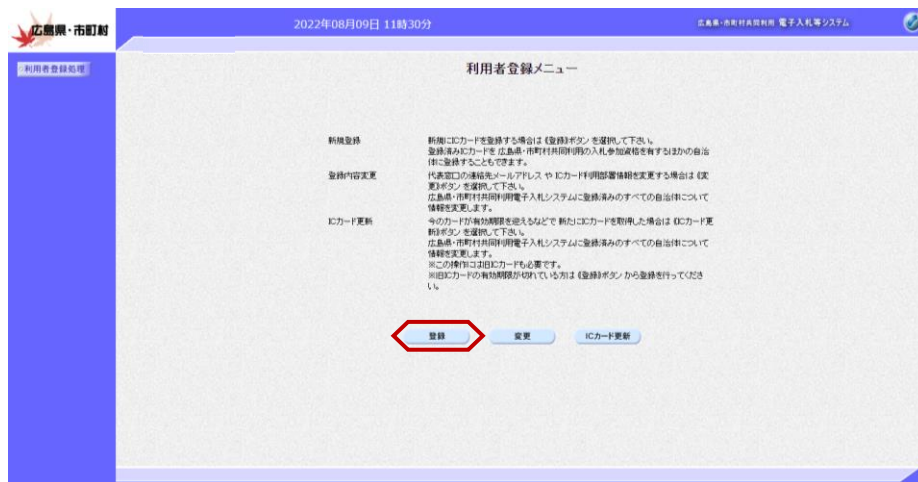 広島県・市町村
2022年08月09日 11時30分
広島県・市町村共同利用 電子入札等システム
利用者登録処理
利用者登録メニュー
新規登録 新規にICカードを登録する場合は《登録》ボタン を選択して下さい。
登録済みICカードを 広島県・市町村共同利用の入札参加資格を有するほかの自治
体に登録することもできます。
登録内容変更 代表窓口の連絡先メールアドレス や ICカード利用部署情報を変更する場合は 《変
更》ボタン を選択して下さい。
広島県・市町村共同利用電子入札システムに登録済みのすべての自治体について
情報を変更します。
ICカード更新 今のカードが有効期限を迎えるなどで 新たにICカードを取得した場合は 《ICカード更
新》ボタン を選択して下さい。
広島県・市町村共同利用電子入札システムに登録済みのすべての自治体について
情報を変更します。
※この操作には旧ICカードも必要です。
※旧ICカードの有効期限が切れている方は 《登録》ボタン から登録を行ってくださ
い。
登録 変更 ICカード更新